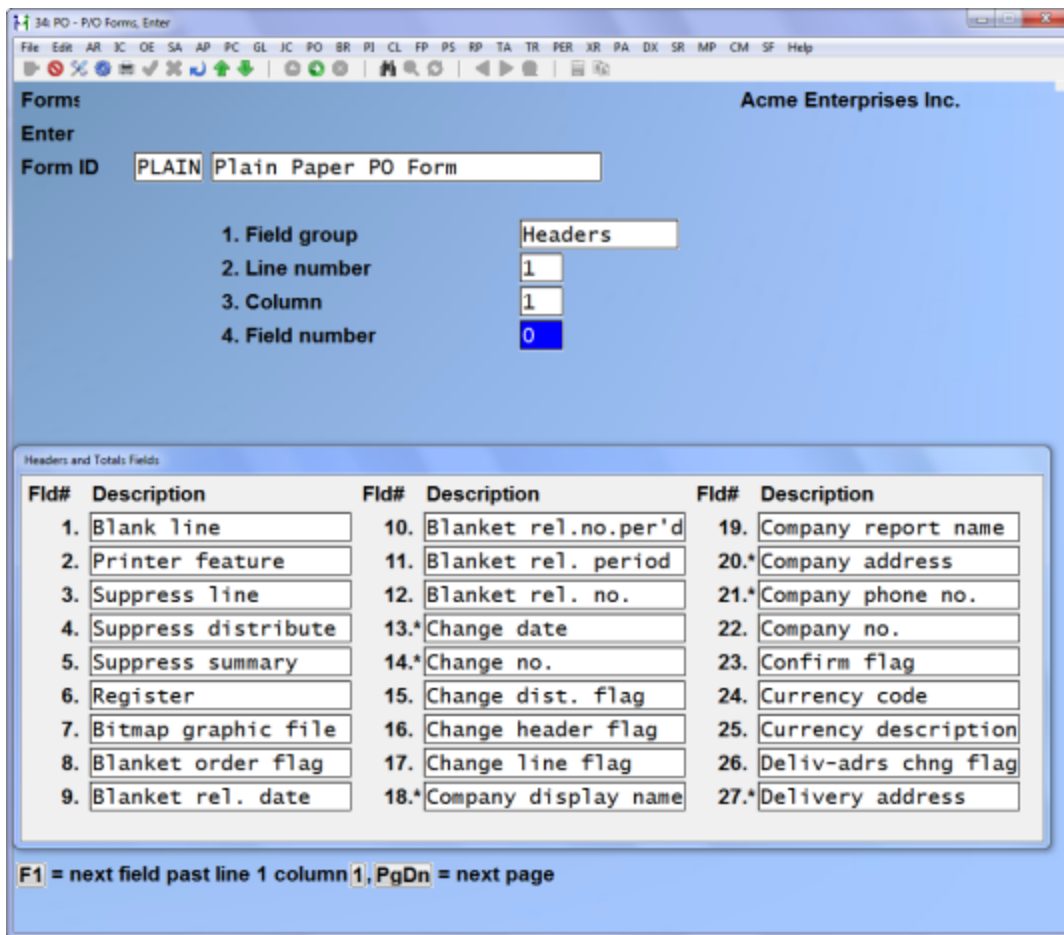 34: PO - P/O Forms, Enter
File Edit AR IC OE SA AP PC GL JC PO BR PI CL FP PS RP TA TR PER XR PA DX SR MP CM SF Help
Forms Acme Enterprises Inc.
Enter
Form ID PLAIN Plain Paper PO Form
1. Field group Headers
2. Line number 1
3. Column 1
4. Field number 0
Headers and Totals Fields
Fld# Description Fld# Description Fld# Description
1. Blank line 10. Blanket rel.no.per'd 19. Company report name
2. Printer feature 11. Blanket rel. period 20.* Company address
3. Suppress line 12. Blanket rel. no. 21.* Company phone no.
4. Suppress distribute 13.* Change date 22. Company no.
5. Suppress summary 14.* Change no. 23. Confirm flag
6. Register 15. Change dist. flag 24. Currency code
7. Bitmap graphic file 16. Change header flag 25. Currency description
8. Blanket order flag 17. Change line flag 26. Deliv-adrs chng flag
9. Blanket rel. date 18.* Company display name 27.* Delivery address
F1 = next field past line 1 column 1, PgDn = next page